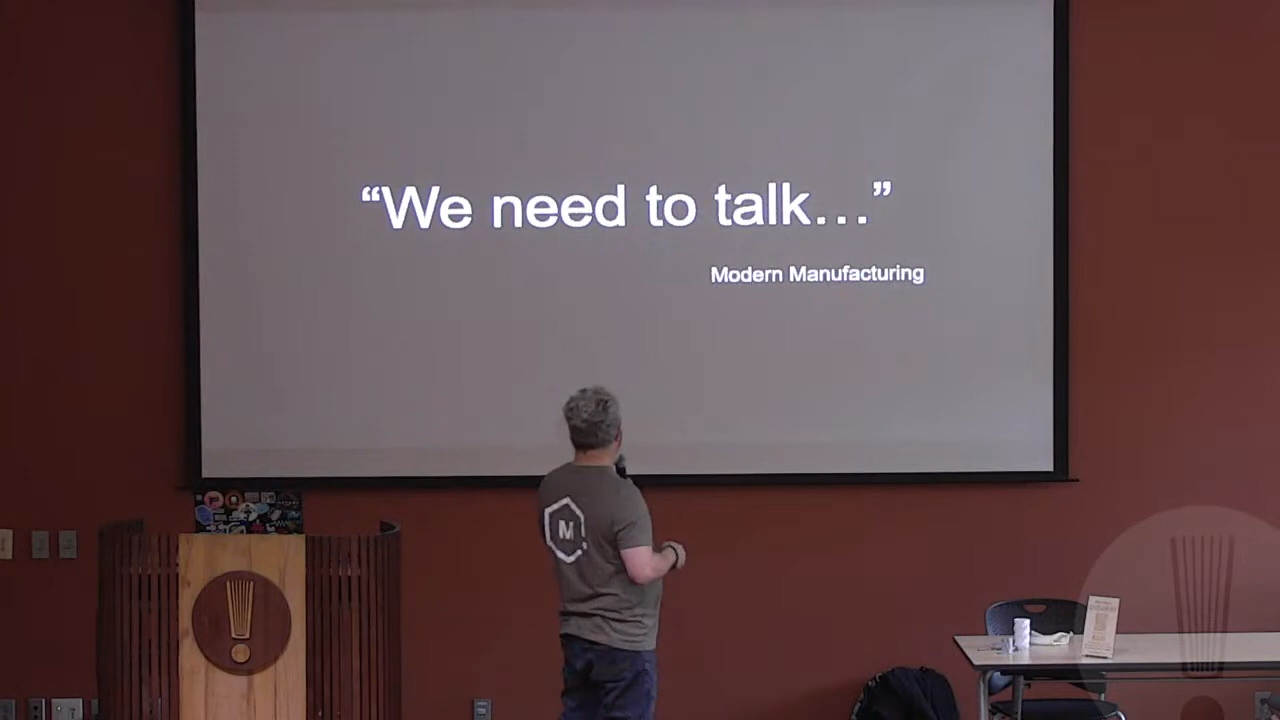 “We need to talk…”
Modern Manufacturing
M